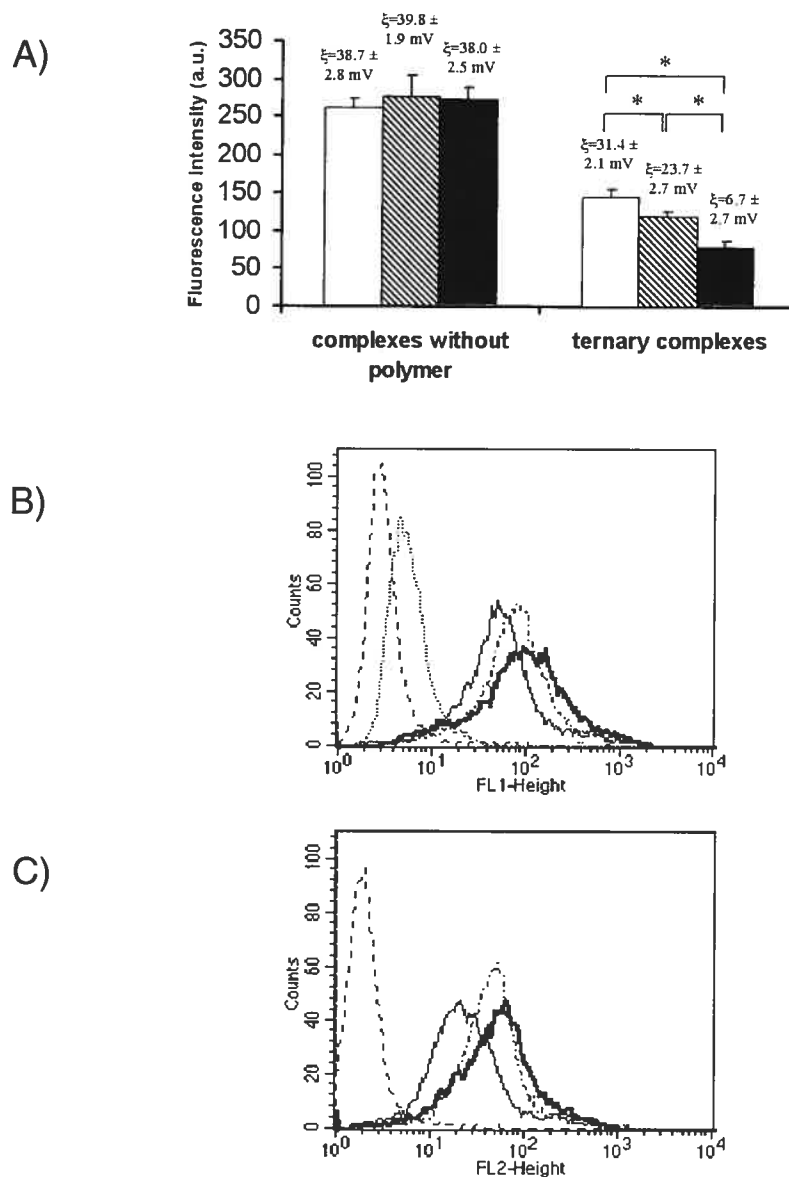 A)
350
300
250
200
150
100
50
0
Fluorescence Intensity (a.u.)
ξ=38.7 ±
2.8 mV
ξ=39.8 ±
1.9 mV
ξ=38.0 ±
2.5 mV
*
* *
ξ=31.4 ±
2.1 mV
ξ=23.7 ±
2.7 mV
ξ=6.7 ±
2.7 mV
complexes without
polymer
ternary complexes
B)
100
80
60
40
20
0
Counts
10⁰ 10¹ 10² 10³ 10⁴
FL1-Height
C)
100
80
60
40
20
0
Counts
10⁰ 10¹ 10² 10³ 10⁴
FL2-Height